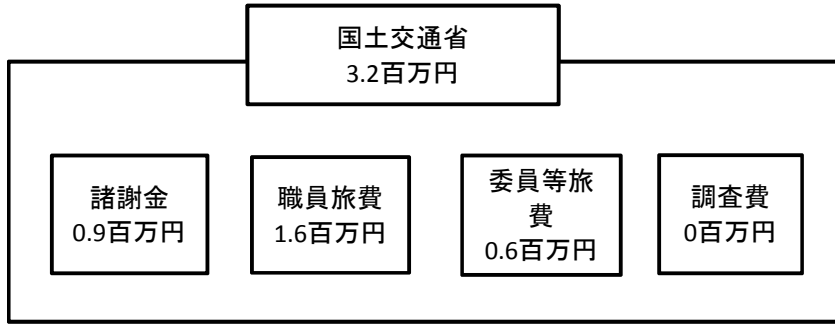 国土交通省
3.2百万円
諸謝金
0.9百万円
職員旅費
1.6百万円
委員等旅
費
0.6百万円
調査費
0百万円